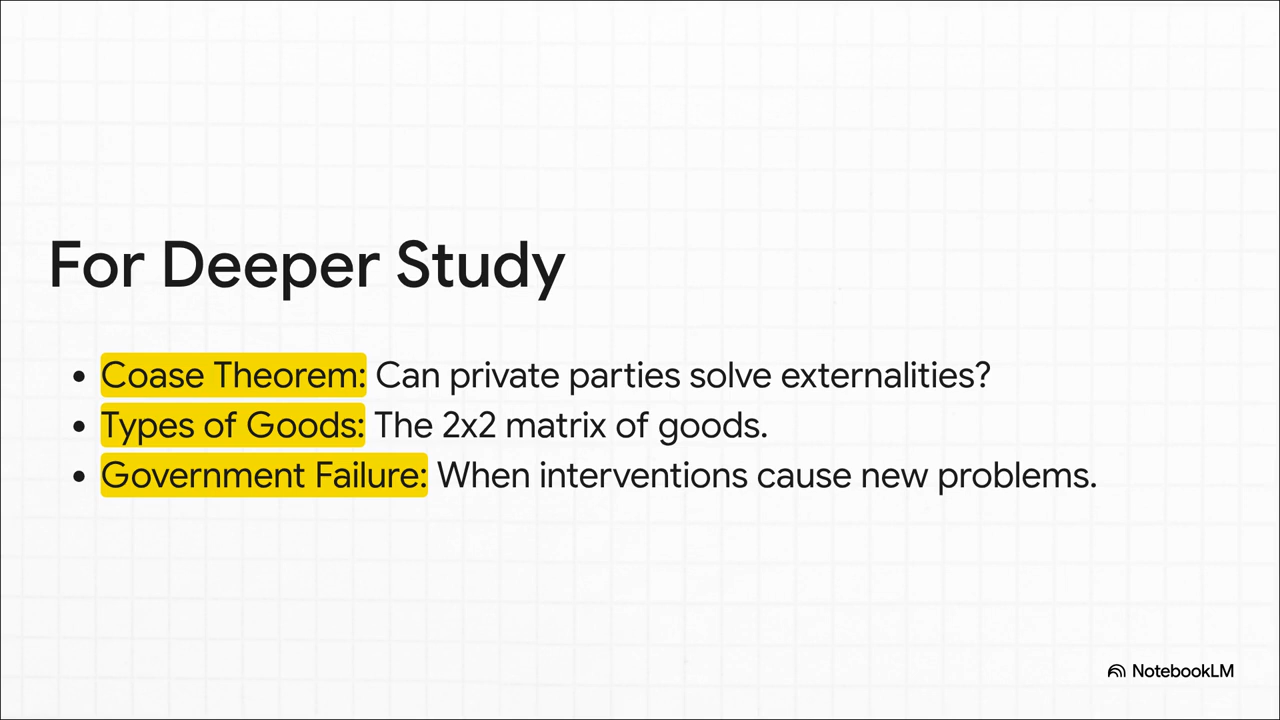 For Deeper Study
• Coase Theorem: Can private parties solve externalities?
• Types of Goods: The 2x2 matrix of goods.
• Government Failure: When interventions cause new problems.
NotebookLM